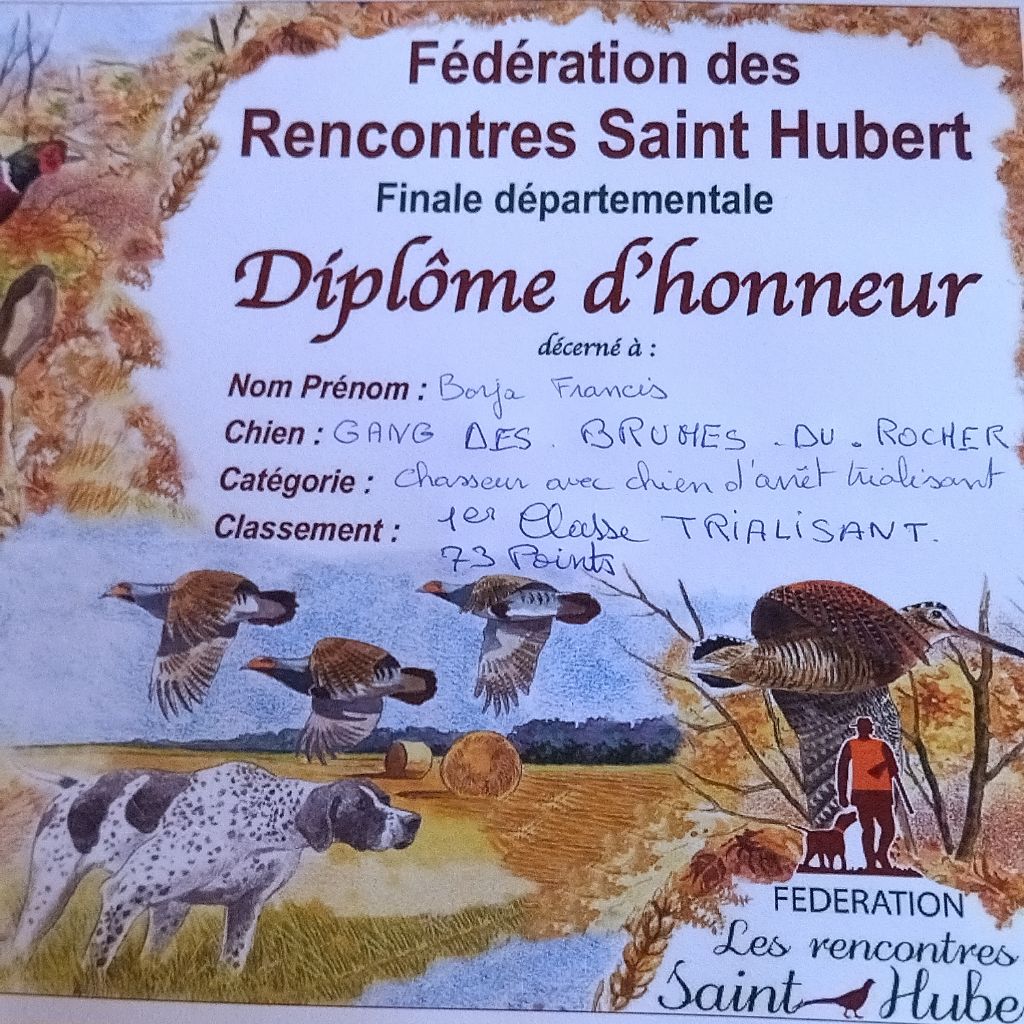 Fédération des
Rencontres Saint Hubert
Finale départementale
Diplôme d'honneur
décerné à :
Nom Prénom : Borja Francis
Chien : GANG DES . BRUMES . DU . ROCHER
Catégorie : Chasseur avec chien d'arrêt trialisant
Classement : 1er Classe TRIALISANT.
73 Points
FEDERATION
Les rencontres
Saint Hube